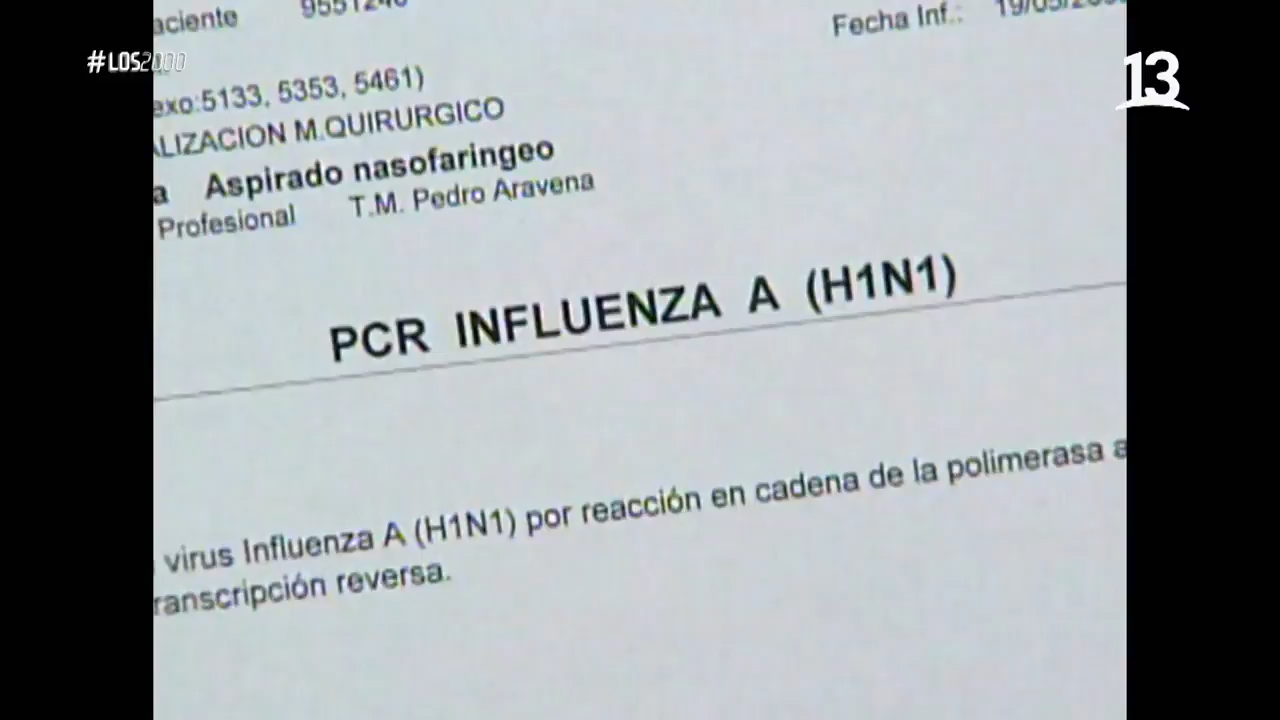 aciente
Fecha Inf.:
#LOS2000
13
exo:5133, 5353, 5461)
LIZACION M.QUIRURGICO
a Aspirado nasofaringeo
Profesional T.M. Pedro Aravena
PCR INFLUENZA A (H1N1)
virus Influenza A (H1N1) por reacción en cadena de la polimerasa a
ranscripción reversa.